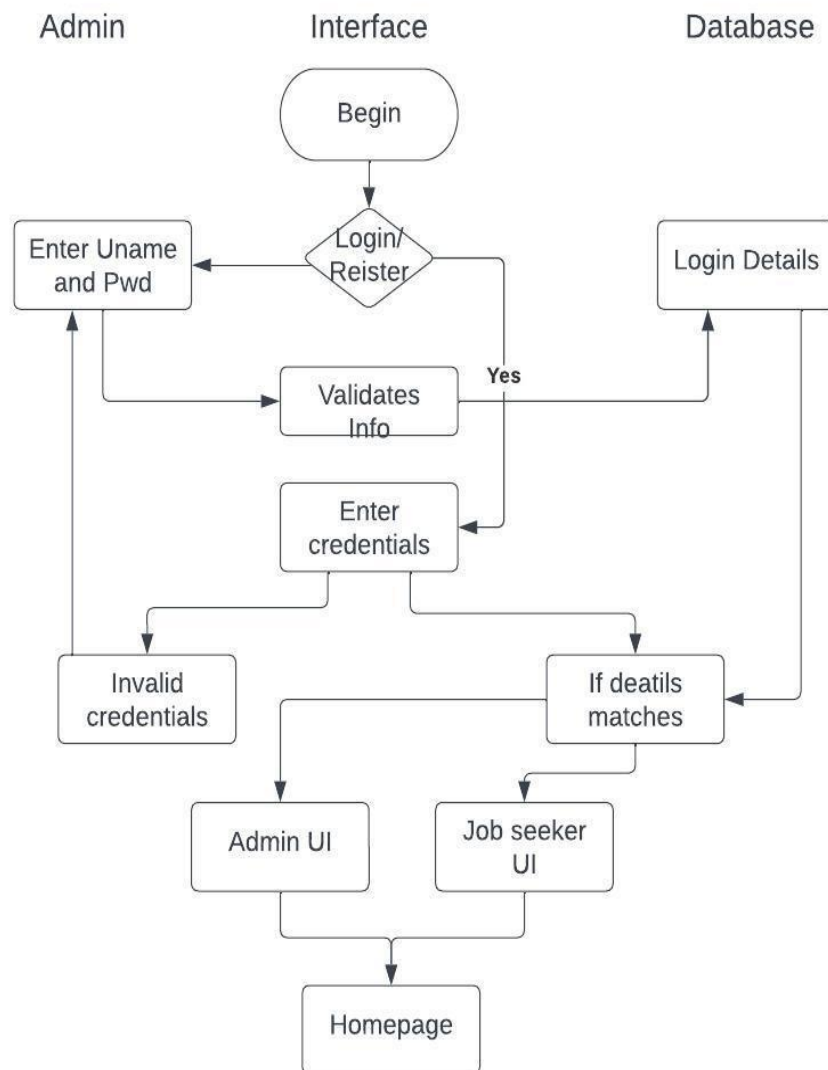 Admin
Interface
Database
Begin
Login/
Reister
Enter Uname
and Pwd
Login Details
Yes
Validates
Info
Enter
credentials
Invalid
credentials
If deatils
matches
Admin UI
Job seeker
UI
Homepage